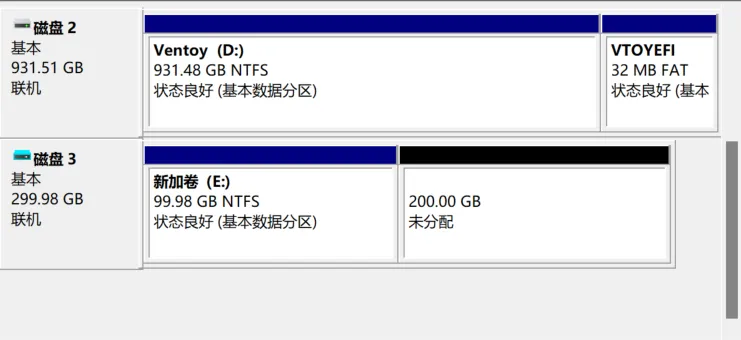 磁盘 2
基本
931.51 GB
联机
Ventoy (D:)
931.48 GB NTFS
状态良好 (基本数据分区)
VTOYEFI
32 MB FAT
状态良好 (基本
磁盘 3
基本
299.98 GB
联机
新加卷 (E:)
99.98 GB NTFS
状态良好 (基本数据分区)
200.00 GB
未分配